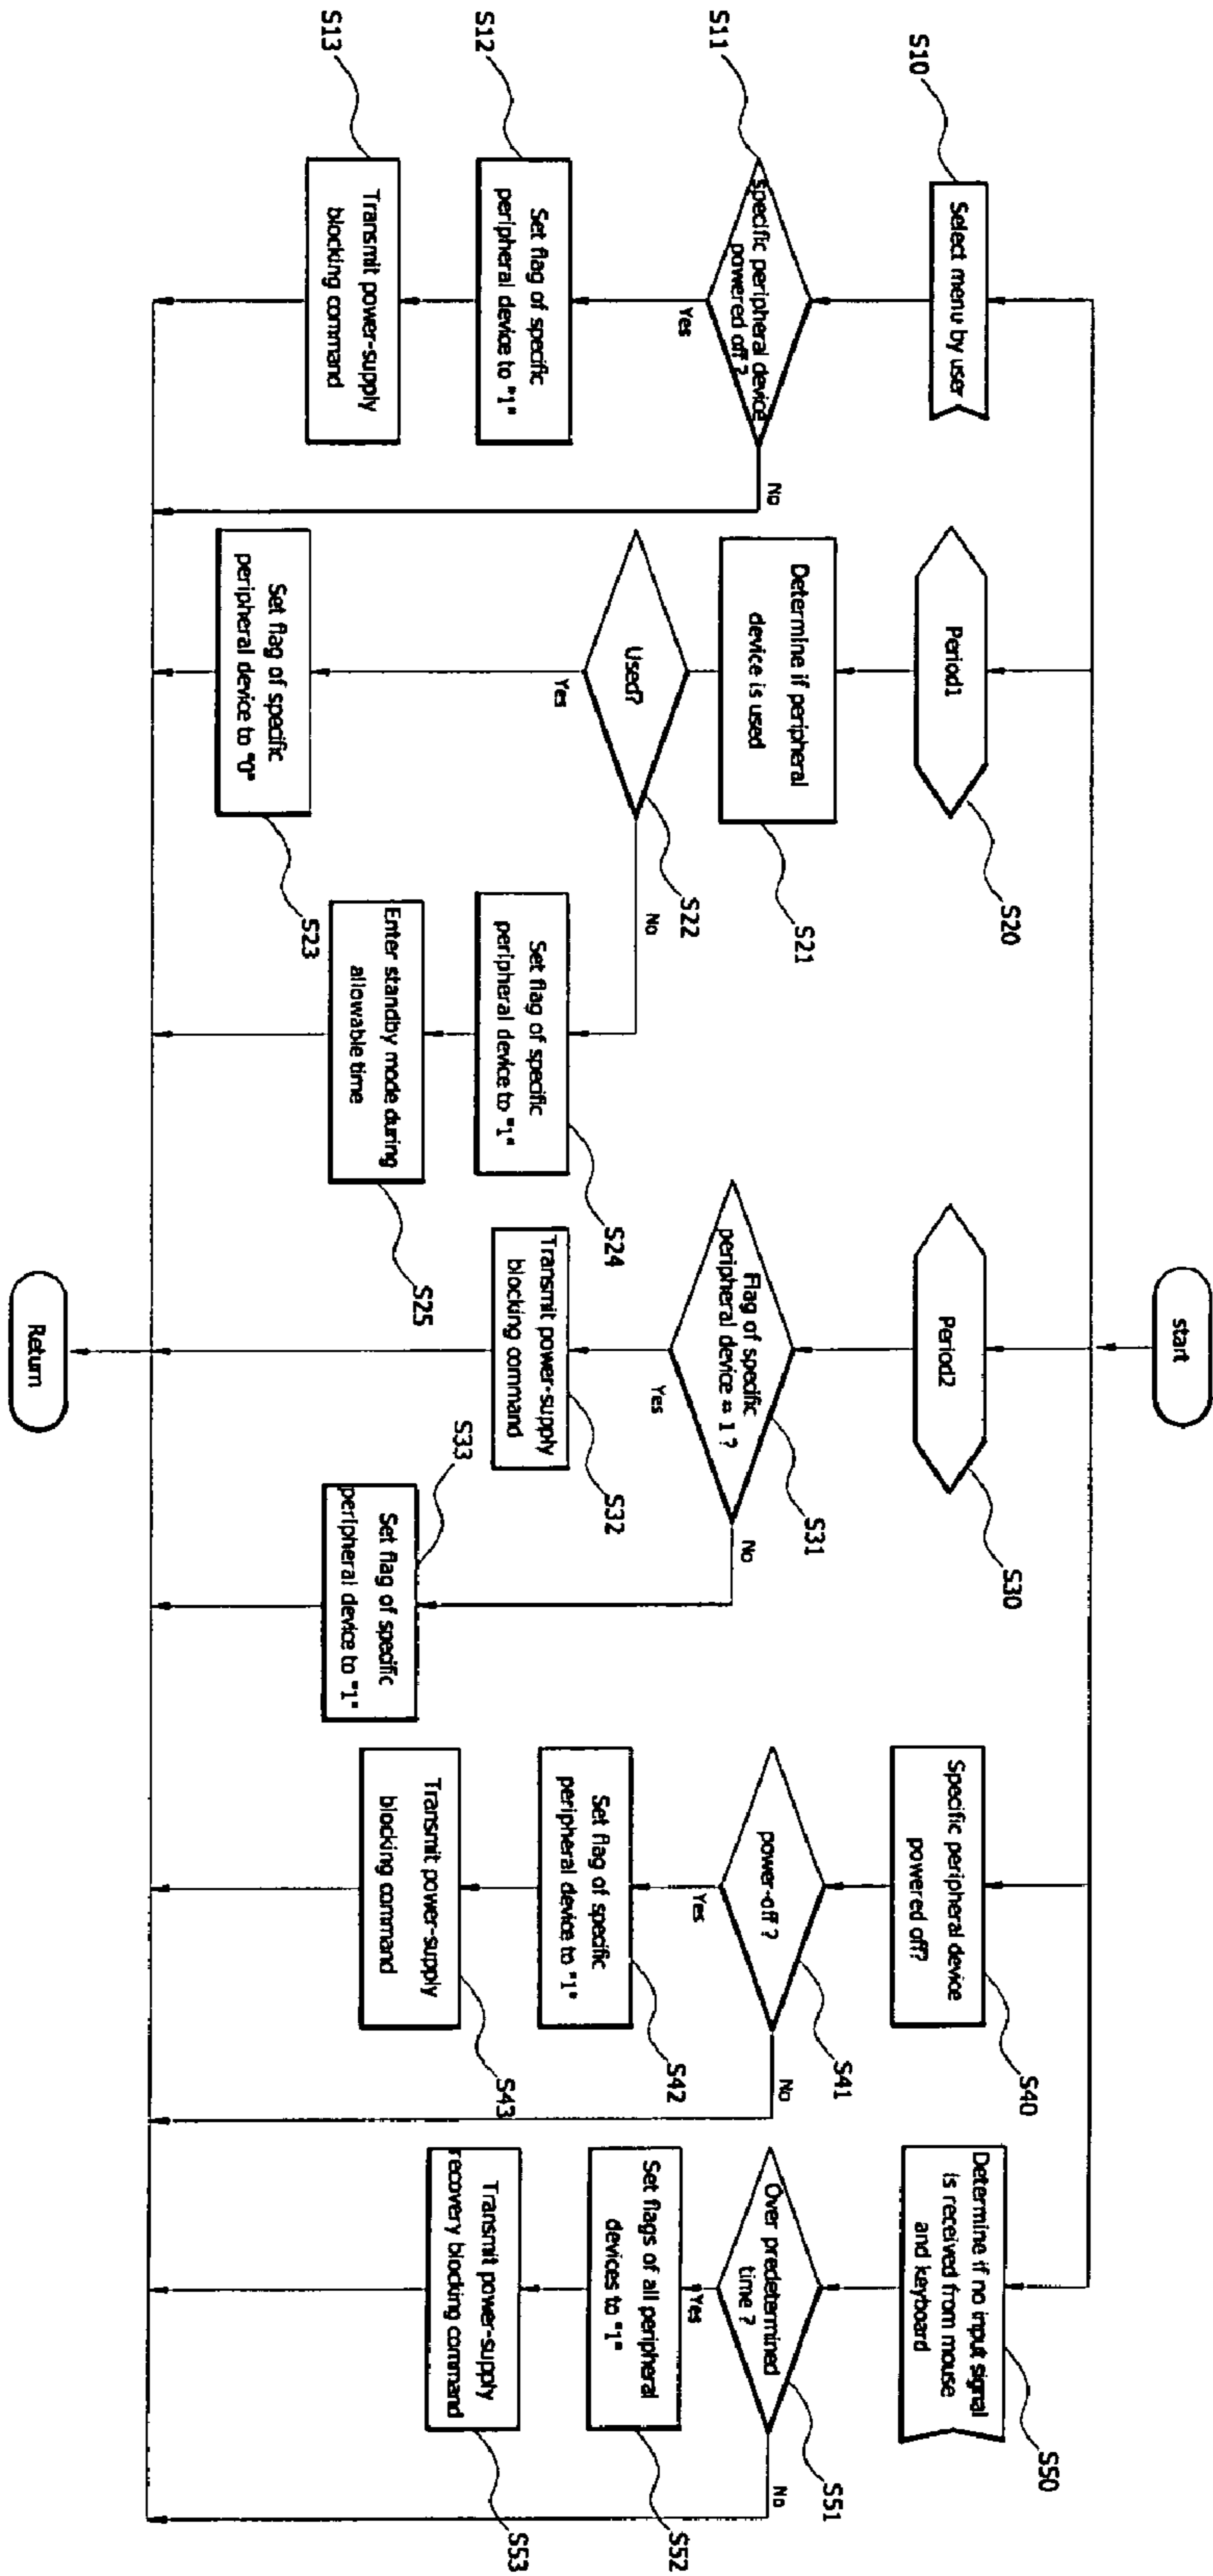 start
S10
Select menu by user
S11
Specific peripheral device
powered off ?
Yes
No
S12
Set flag of specific
peripheral device to "1"
S13
Transmit power-supply
blocking command
Period1
S20
Determine if peripheral
device is used
S21
Used?
S22
Yes
No
Set flag of specific
peripheral device to "0"
S23
Set flag of specific
peripheral device to "1"
S24
Enter standby mode during
allowable time
S25
Period2
S30
Flag of specific
peripheral device = 1 ?
S31
Yes
No
Transmit power-supply
blocking command
S32
S33
Set flag of specific
peripheral device to "1"
Specific peripheral device
powered off?
S40
power-off ?
S41
Yes
No
Set flag of specific
peripheral device to "1"
S42
Transmit power-supply
blocking command
S43
Determine if no input signal
is received from mouse
and keyboard
S50
Over predetermined
time ?
S51
Yes
No
Set flags of all peripheral
devices to "1"
S52
Transmit power-supply
recovery blocking command
S53
Return